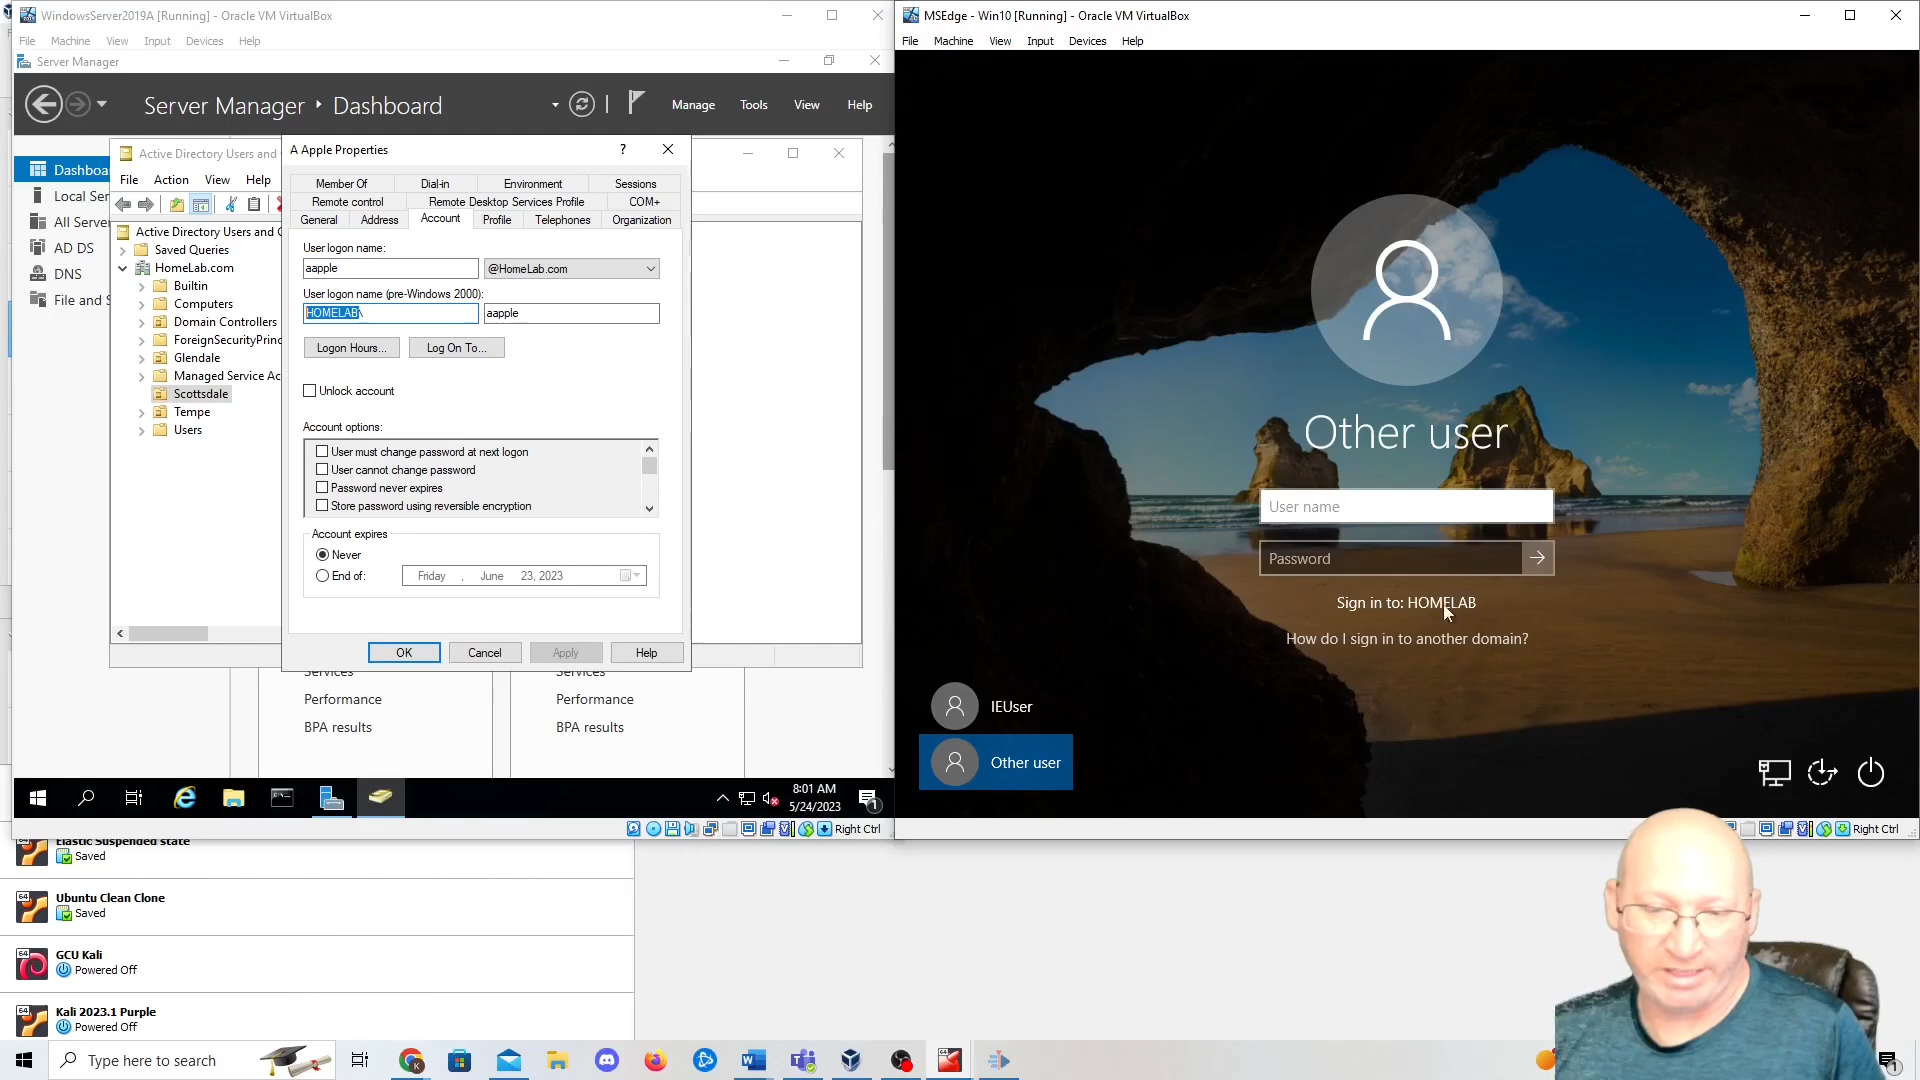 WindowsServer2019A [Running] - Oracle VM VirtualBox
File Machine View Input Devices Help
Server Manager
Server Manager • Dashboard
Manage Tools View Help
Dashboa
Local Ser
All Serve
AD DS
DNS
File and S
Active Directory Users and
File Action View Help
Active Directory Users and C
Saved Queries
HomeLab.com
Builtin
Computers
Domain Controllers
ForeignSecurityPrinc
Glendale
Managed Service Ac
Scottsdale
Tempe
Users
A Apple Properties
?
Member Of Dial-in Environment Sessions
Remote control Remote Desktop Services Profile COM+
General Address Account Profile Telephones Organization
User logon name:
aapple @HomeLab.com
User logon name (pre-Windows 2000):
HOMELAB\ aapple
Logon Hours... Log On To...
Unlock account
Account options:
User must change password at next logon
User cannot change password
Password never expires
Store password using reversible encryption
Account expires
Never
End of: Friday , June 23, 2023
OK Cancel Apply Help
Services Services
Performance Performance
BPA results BPA results
8:01 AM
5/24/2023
1
Right Ctrl
MSEdge - Win10 [Running] - Oracle VM VirtualBox
File Machine View Input Devices Help
Other user
User name
Password
Sign in to: HOMELAB
How do I sign in to another domain?
IEUser
Other user
Right Ctrl
Elastic Suspended state
Saved
64
Ubuntu Clean Clone
Saved
64
GCU Kali
Powered Off
64
Kali 2023.1 Purple
Powered Off
Type here to search
1